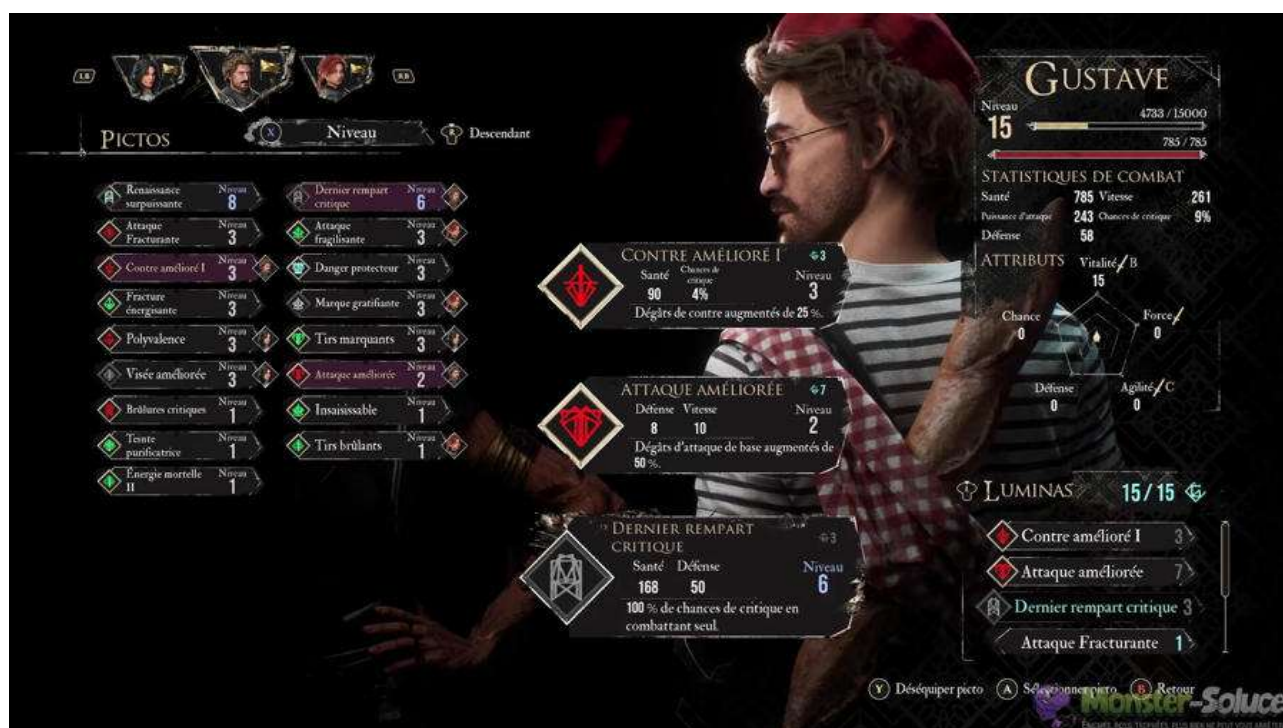 LB
RB
PICTOS
X
Niveau
R
Descendant
Renaissance surpuissante
Niveau
8
Dernier rempart critique
Niveau
6
Attaque Fracturante
Niveau
3
Attaque fragilisante
Niveau
3
Contre amélioré I
Niveau
3
Danger protecteur
Niveau
3
Fracture énergisante
Niveau
3
Marque gratifiante
Niveau
3
Polyvalence
Niveau
3
Tirs marquants
Niveau
3
Visée améliorée
Niveau
3
Attaque améliorée
Niveau
2
Brûlures critiques
Niveau
1
Insaisissable
Niveau
1
Teinte purificatrice
Niveau
1
Tirs brûlants
Niveau
1
Énergie mortelle II
Niveau
1
CONTRE AMÉLIORÉ I
3
Santé
Chances de critique
Niveau
90
4%
3
Dégâts de contre augmentés de 25 %.
ATTAQUE AMÉLIORÉE
7
Défense Vitesse
Niveau
8
10
2
Dégâts d'attaque de base augmentés de
50 %.
DERNIER REMPART
CRITIQUE
3
Santé Défense
Niveau
168
50
6
100 % de chances de critique en
combattant seul.
GUSTAVE
Niveau
15
4733 / 15000
785 / 785
STATISTIQUES DE COMBAT
Santé 785 Vitesse 261
Puissance d'attaque 243 Chances de critique 9%
Défense 58
ATTRIBUTS
Vitalité B
15
Chance
0
Force
0
Défense
0
Agilité C
0
LUMINAS
15/15
Contre amélioré I 3
Attaque améliorée 7
Dernier rempart critique 3
Attaque Fracturante 1
Y Déséquiper picto
A Sélectionner picto
B Retour
Monster-Soluce